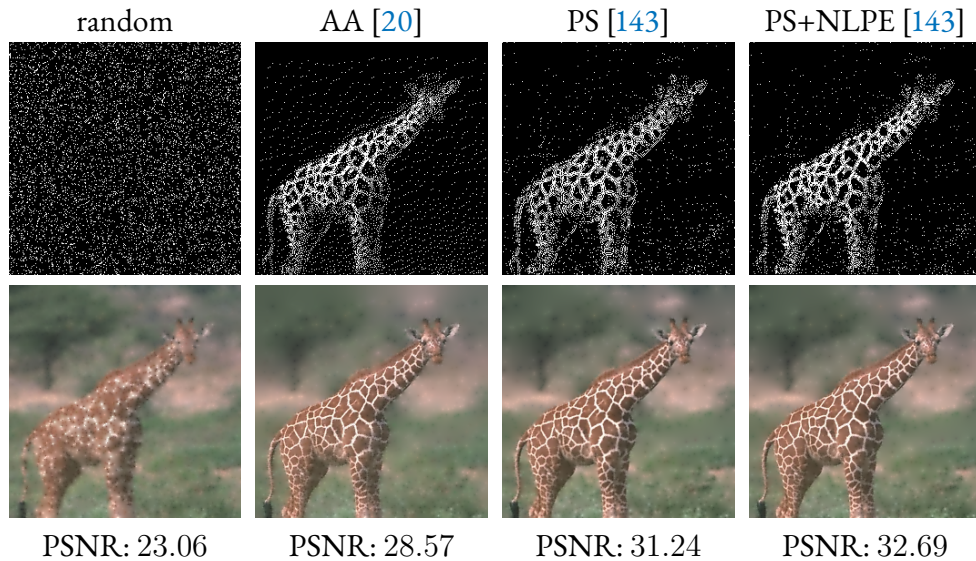 random AA [20] PS [143] PS+NLPE [143]
PSNR: 23.06 PSNR: 28.57 PSNR: 31.24 PSNR: 32.69